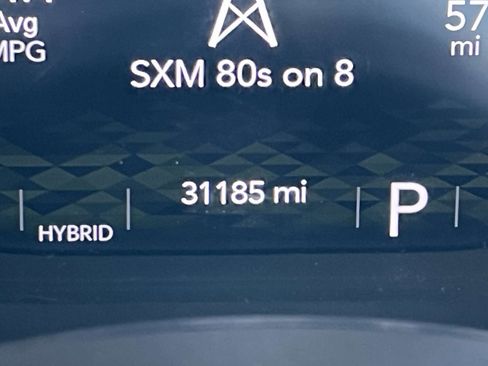 Avg
MPG
57
mi
SXM 80s on 8
31185 mi
HYBRID
P